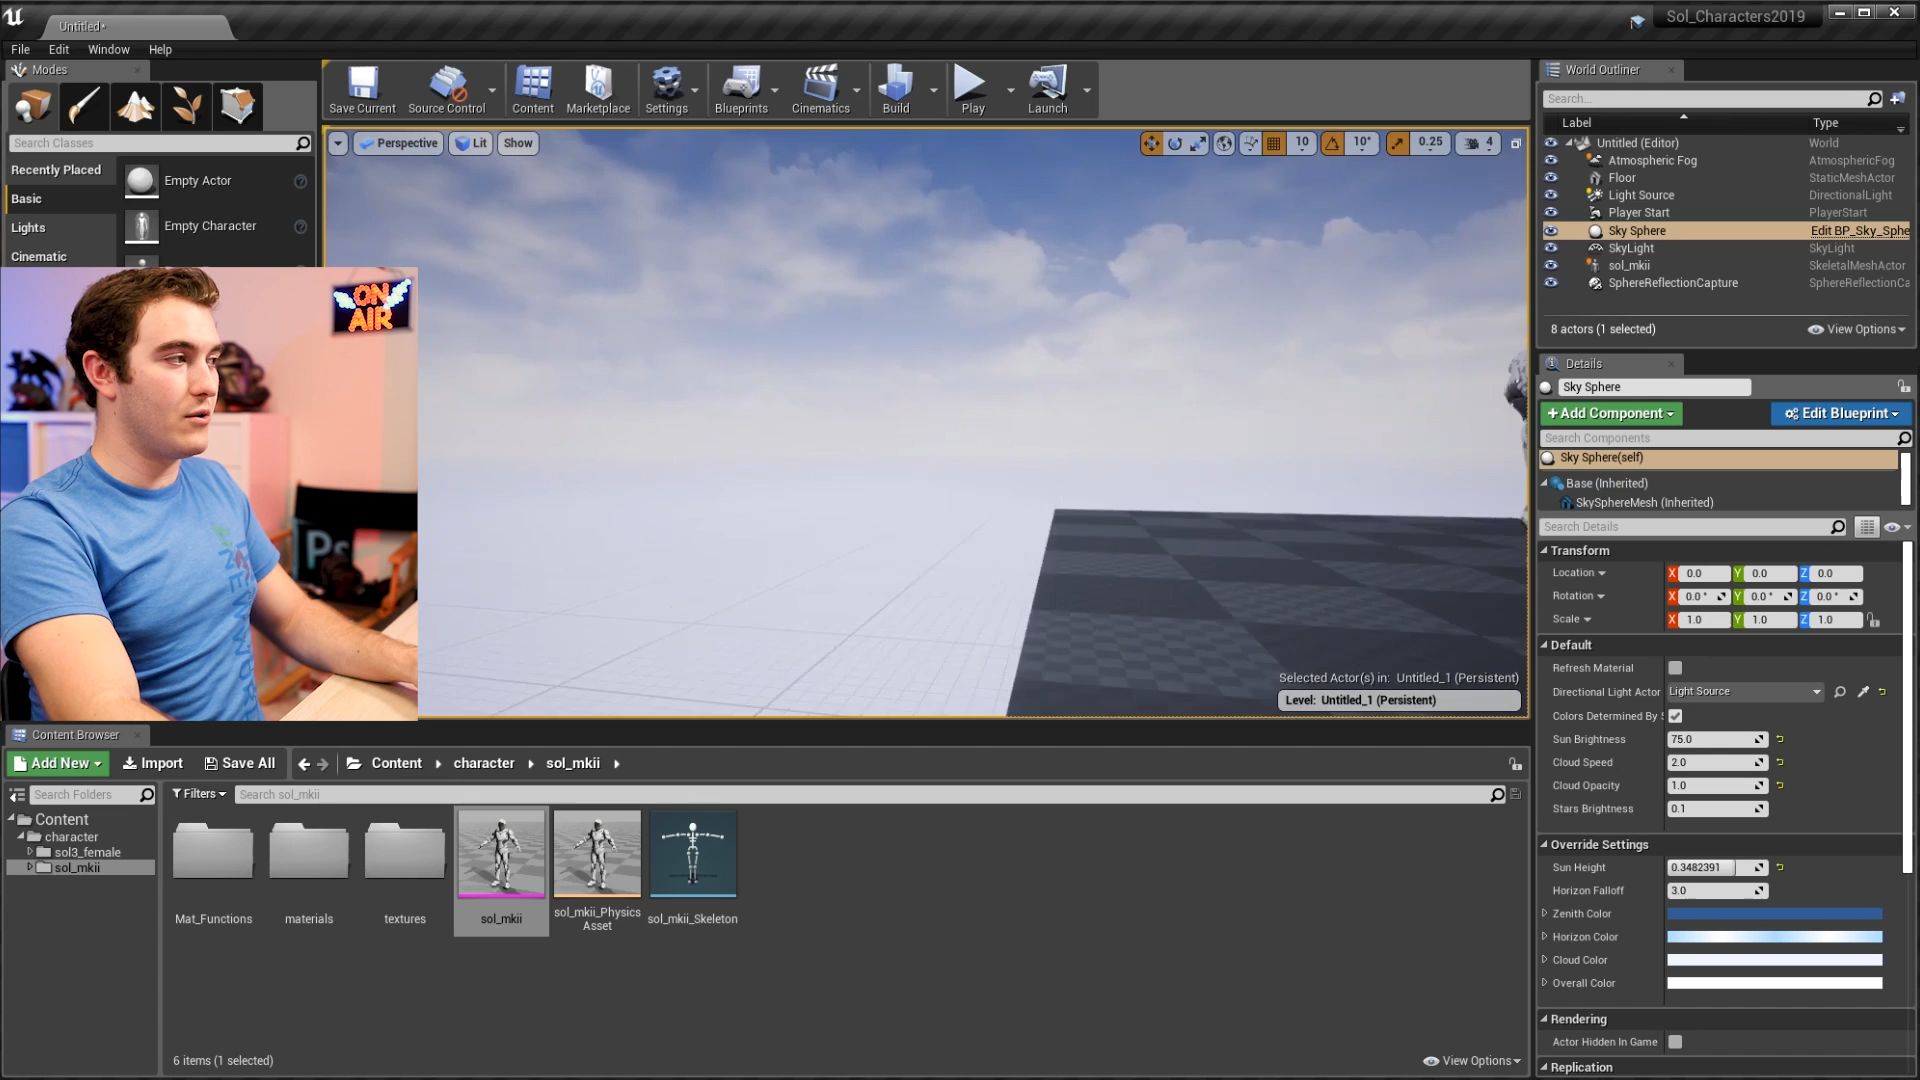 Untitled*
Sol_Characters2019
File Edit Window Help
Modes
Search Classes
Recently Placed
Basic
Lights
Cinematic
Empty Actor
Empty Character
Save Current
Source Control
Content
Marketplace
Settings
Blueprints
Cinematics
Build
Play
Launch
Perspective Lit Show
10 10° 0.25 4
ON
AIR
Ps
Selected Actor(s) in: Untitled_1 (Persistent)
Level: Untitled_1 (Persistent)
World Outliner
Search...
Label Type
Untitled (Editor) World
Atmospheric Fog AtmosphericFog
Floor StaticMeshActor
Light Source DirectionalLight
Player Start PlayerStart
Sky Sphere Edit BP_Sky_Sphe
SkyLight SkyLight
sol_mkii SkeletalMeshActor
SphereReflectionCapture SphereReflectionCa
8 actors (1 selected) View Options
Details
Sky Sphere
+Add Component Edit Blueprint
Search Components
Sky Sphere(self)
Base (Inherited)
SkySphereMesh (Inherited)
Search Details
Transform
Location X 0.0 Y 0.0 Z 0.0
Rotation X 0.0 ° Y 0.0 ° Z 0.0 °
Scale X 1.0 Y 1.0 Z 1.0
Default
Refresh Material
Directional Light Actor Light Source
Colors Determined By S
Sun Brightness 75.0
Cloud Speed 2.0
Cloud Opacity 1.0
Stars Brightness 0.1
Override Settings
Sun Height 0.3482391
Horizon Falloff 3.0
Zenith Color
Horizon Color
Cloud Color
Overall Color
Rendering
Actor Hidden In Game
Replication
Content Browser
Add New Import Save All Content character sol_mkii
Search Folders
Filters Search sol_mkii
Content
character
sol3_female
sol_mkii
Mat_Functions
materials
textures
sol_mkii
sol_mkii_Physics
Asset
sol_mkii_Skeleton
6 items (1 selected) View Options